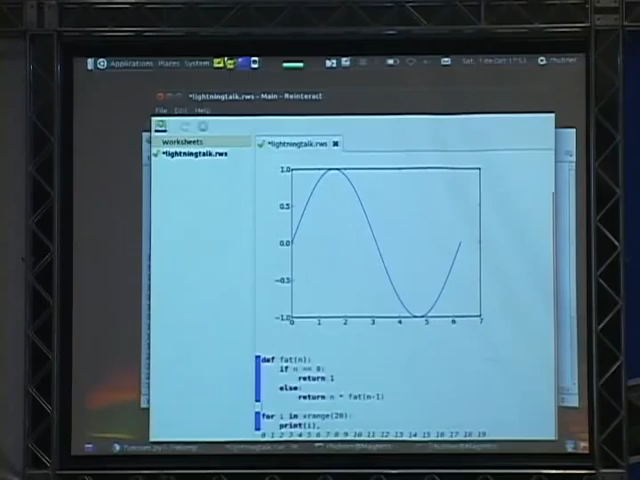 Applications Places System
*lightningtalk.rws - Main - Reinteract
File Edit Help
Worksheets
*lightningtalk.rws
*lightningtalk.rws
1.0
0.5
0.0
-0.5
-1.0
0 1 2 3 4 5 6 7
def fat(n):
if n == 0:
return 1
else:
return n * fat(n-1)
for i in xrange(20):
print(i),
0 1 2 3 4 5 6 7 8 9 10 11 12 13 14 15 16 17 18 19